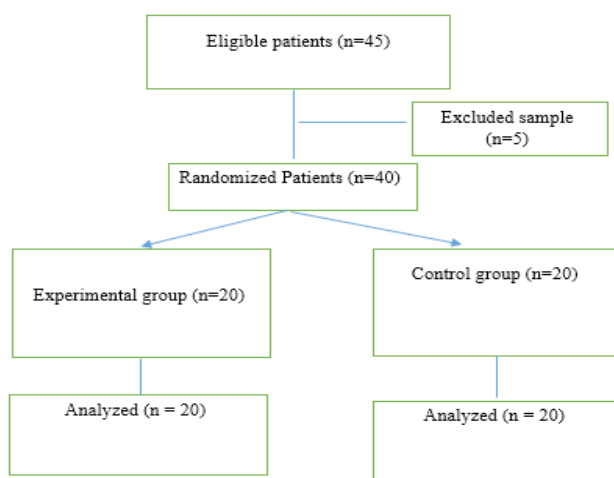 Eligible patients (n=45)
Excluded sample
(n=5)
Randomized Patients (n=40)
Experimental group (n=20)
Control group (n=20)
Analyzed (n = 20)
Analyzed (n = 20)